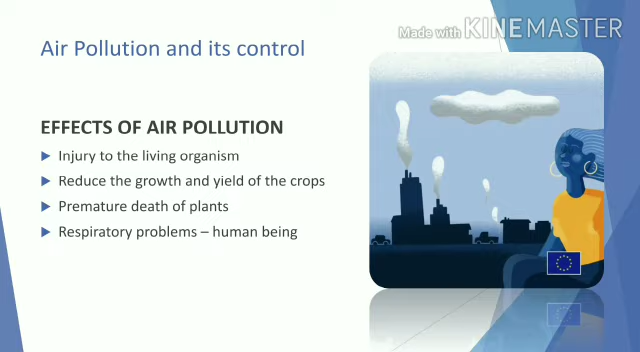 Made with KINEMASTER
Air Pollution and its control
EFFECTS OF AIR POLLUTION
Injury to the living organism
Reduce the growth and yield of the crops
Premature death of plants
Respiratory problems – human being